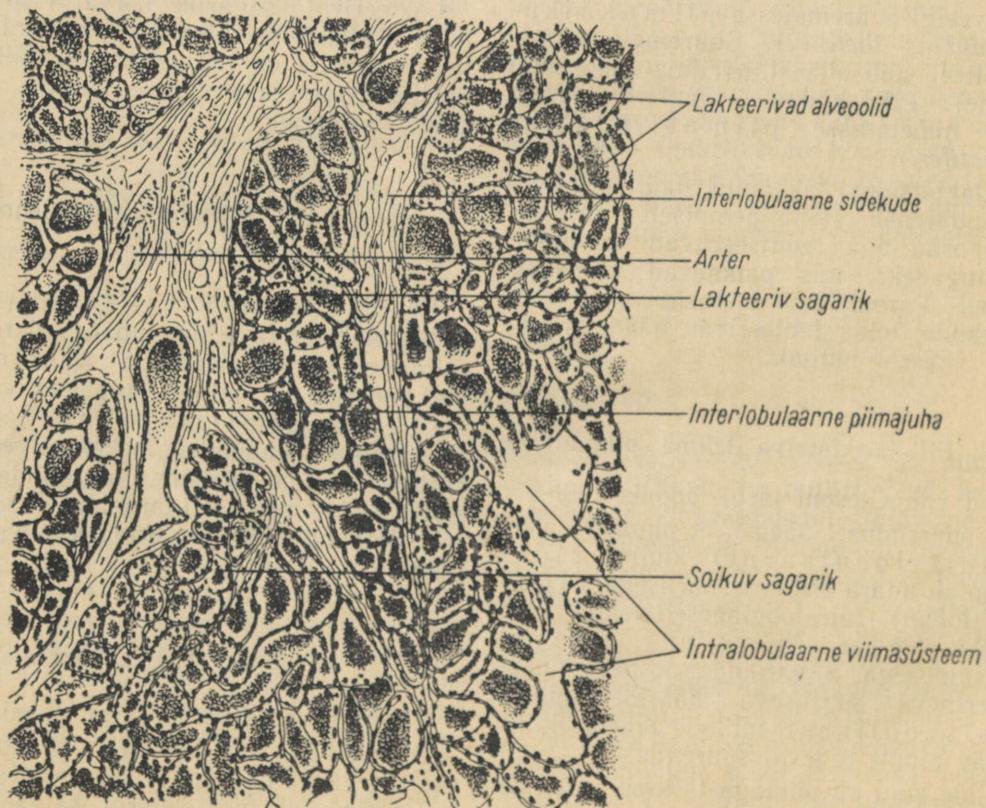 Lakteerivad alveoolid
Interlobulaarne sidekude
Arter
Lakteeriv sagarik
Interlobulaarne piimajuha
Soikuv sagarik
Intralobulaarne viimasüsteem